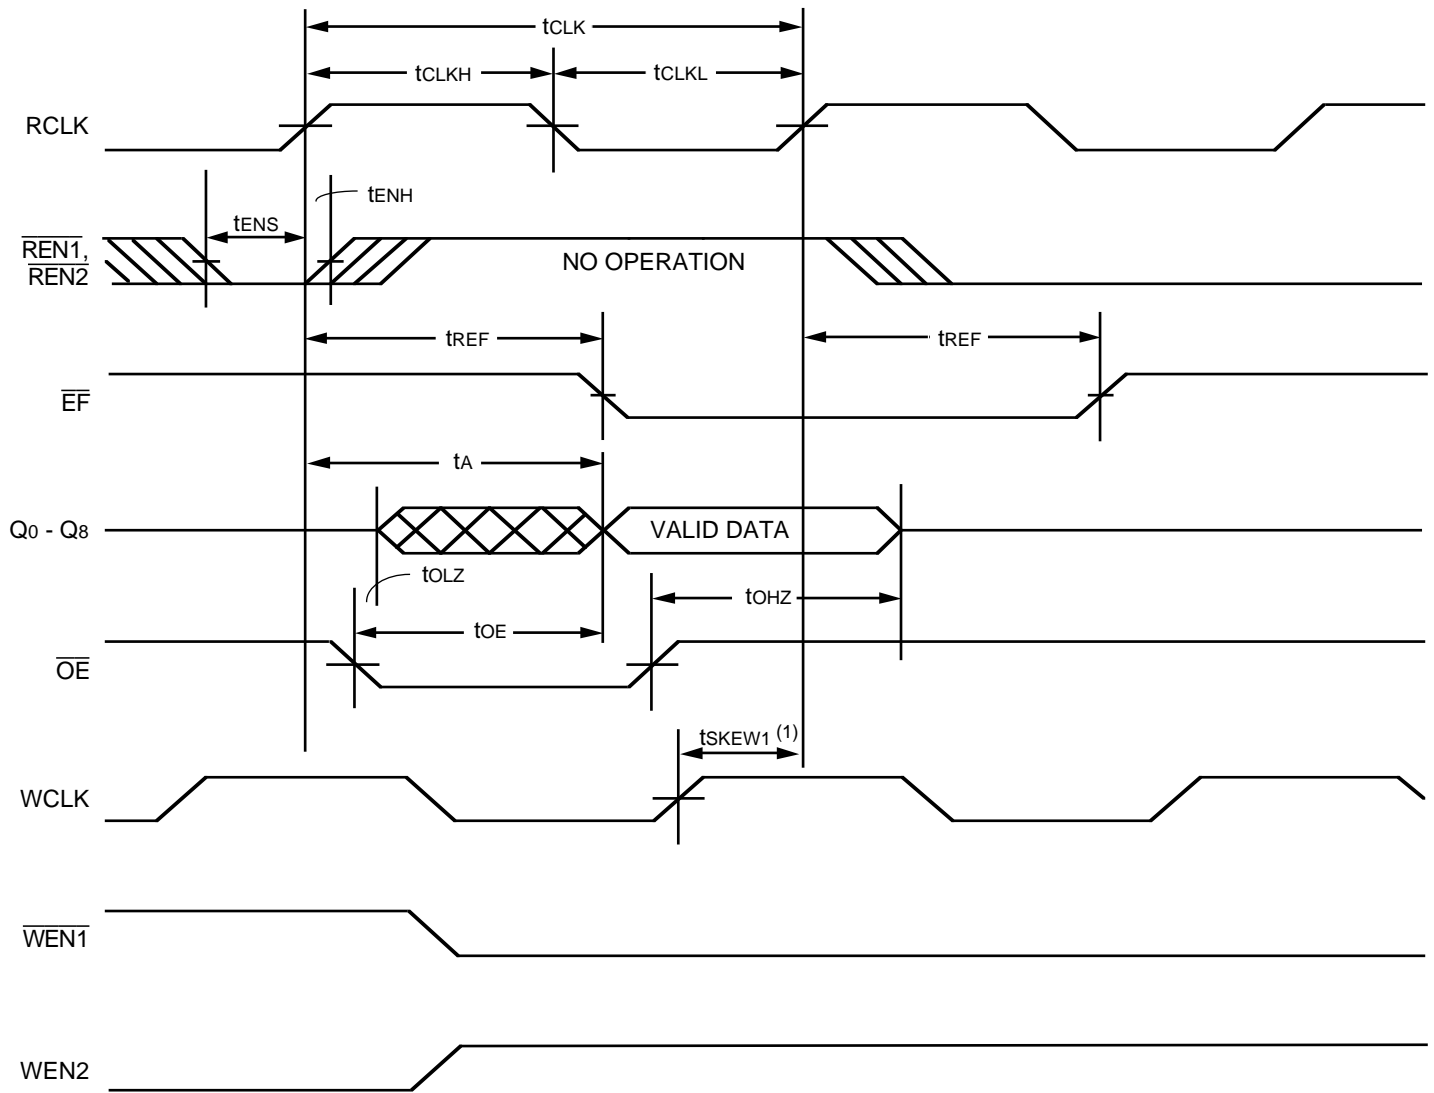 tCLK
tCLKH tCLKL
RCLK
tENH
tENS
REN1,
REN2
NO OPERATION
tREF tREF
EF
tA
Q0 - Q8 VALID DATA
tOLZ
tOHZ
tOE
OE
tSKEW1 (1)
WCLK
WEN1
WEN2